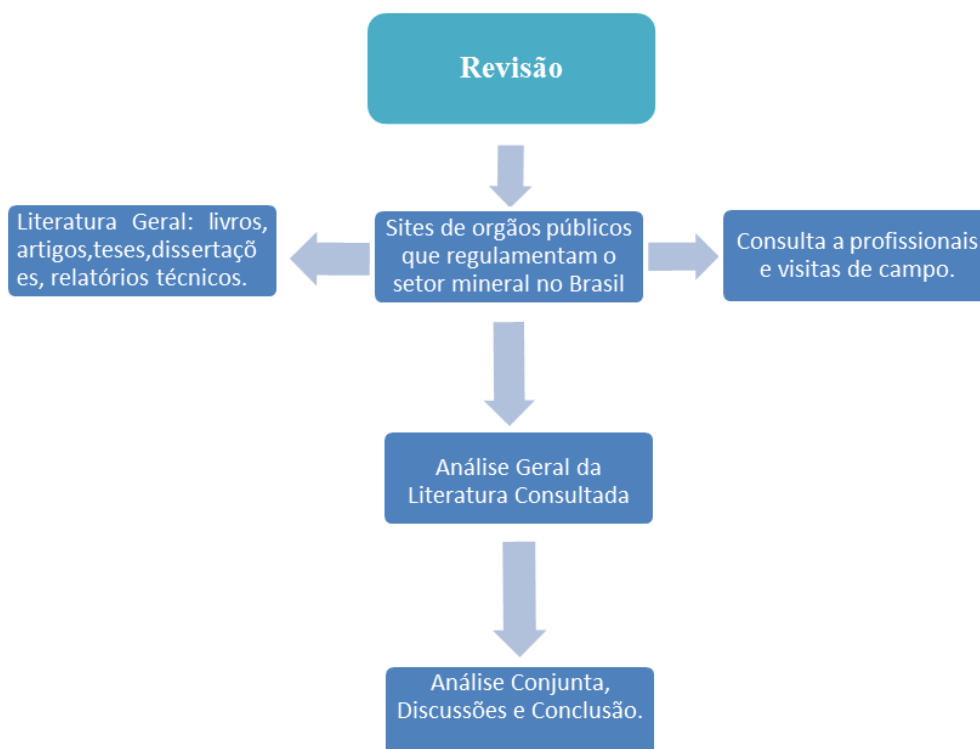 Revisão
Literatura Geral: livros,
artigos,teses,dissertaçõ
es, relatórios técnicos.
Sites de orgãos públicos
que regulamentam o
setor mineral no Brasil
Consulta a profissionais
e visitas de campo.
Análise Geral da
Literatura Consultada
Análise Conjunta,
Discussões e Conclusão.